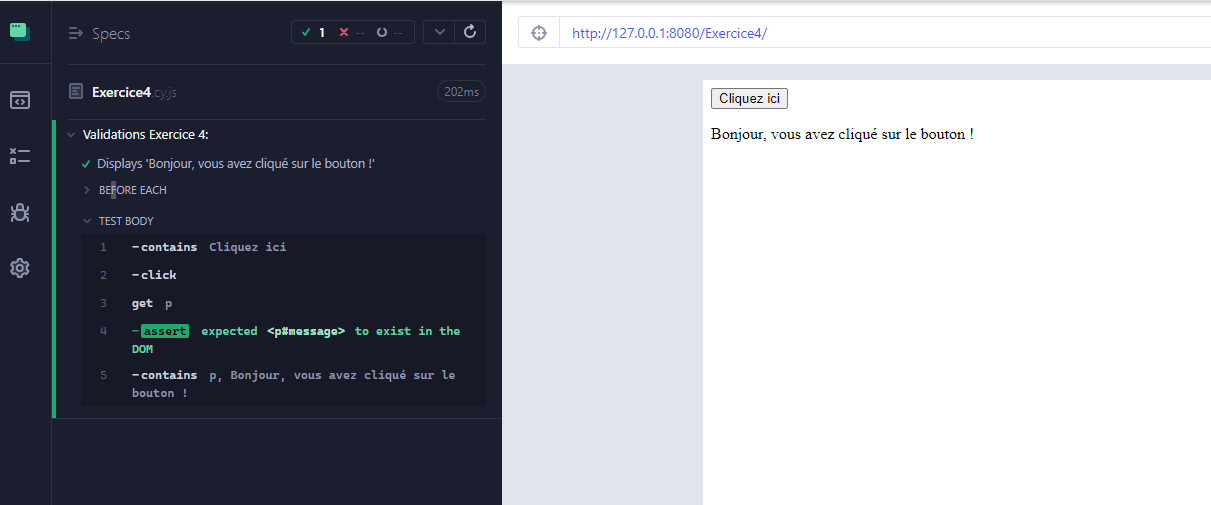 Specs
1 -- --
http://127.0.0.1:8080/Exercice4/
Exercice4.cy.js
202ms
Validations Exercice 4:
Displays 'Bonjour, vous avez cliqué sur le bouton !'
BEFORE EACH
TEST BODY
1 -contains Cliquez ici
2 -click
3 get p
4 -assert expected <p#message> to exist in the
DOM
5 -contains p, Bonjour, vous avez cliqué sur le
bouton !
Cliquez ici
Bonjour, vous avez cliqué sur le bouton !